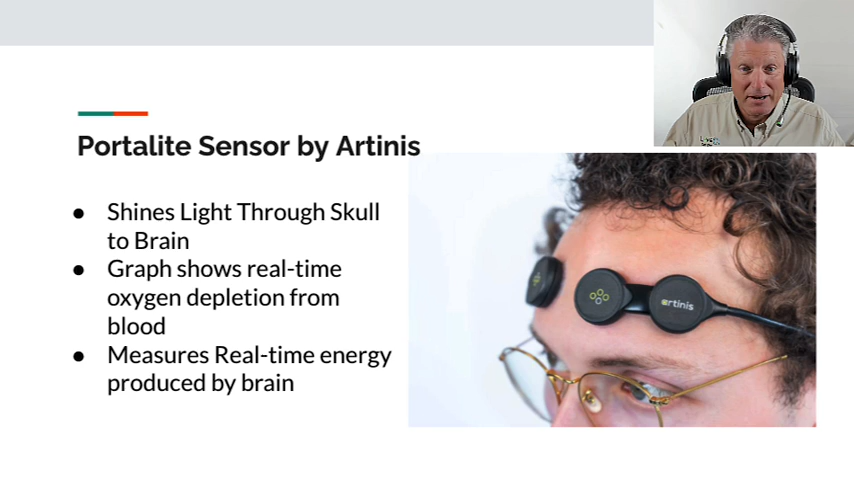 Portalite Sensor by Artinis
Shines Light Through Skull
to Brain
Graph shows real-time
oxygen depletion from
blood
Measures Real-time energy
produced by brain
artinis